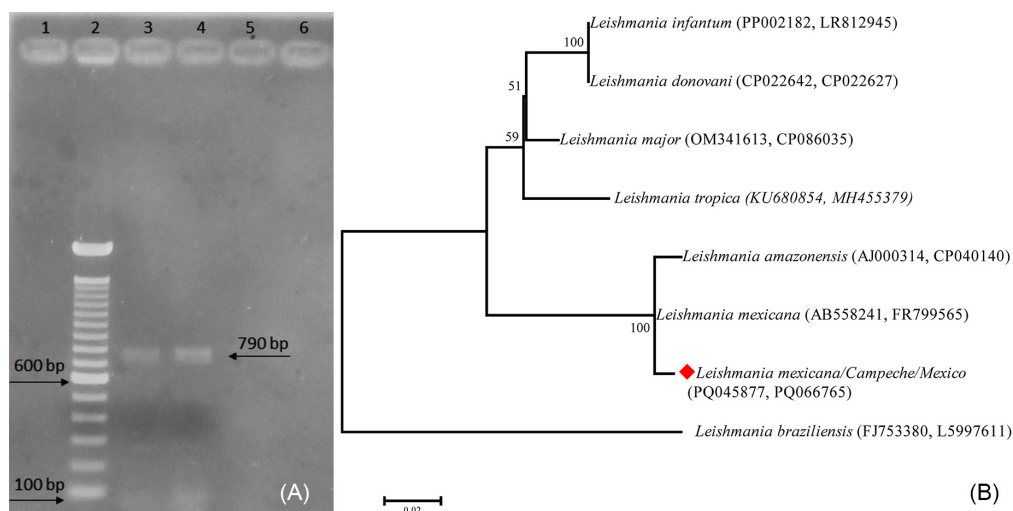 1 2 3 4 5 6
790 bp
600 bp
100 bp
(A)
Leishmania infantum (PP002182, LR812945)
100
Leishmania donovani (CP022642, CP022627)
51
Leishmania major (OM341613, CP086035)
59
Leishmania tropica (KU680854, MH455379)
Leishmania amazonensis (AJ000314, CP040140)
Leishmania mexicana (AB558241, FR799565)
100
Leishmania mexicana/Campeche/Mexico
(PQ045877, PQ066765)
Leishmania braziliensis (FJ753380, L5997611)
0.02
(B)